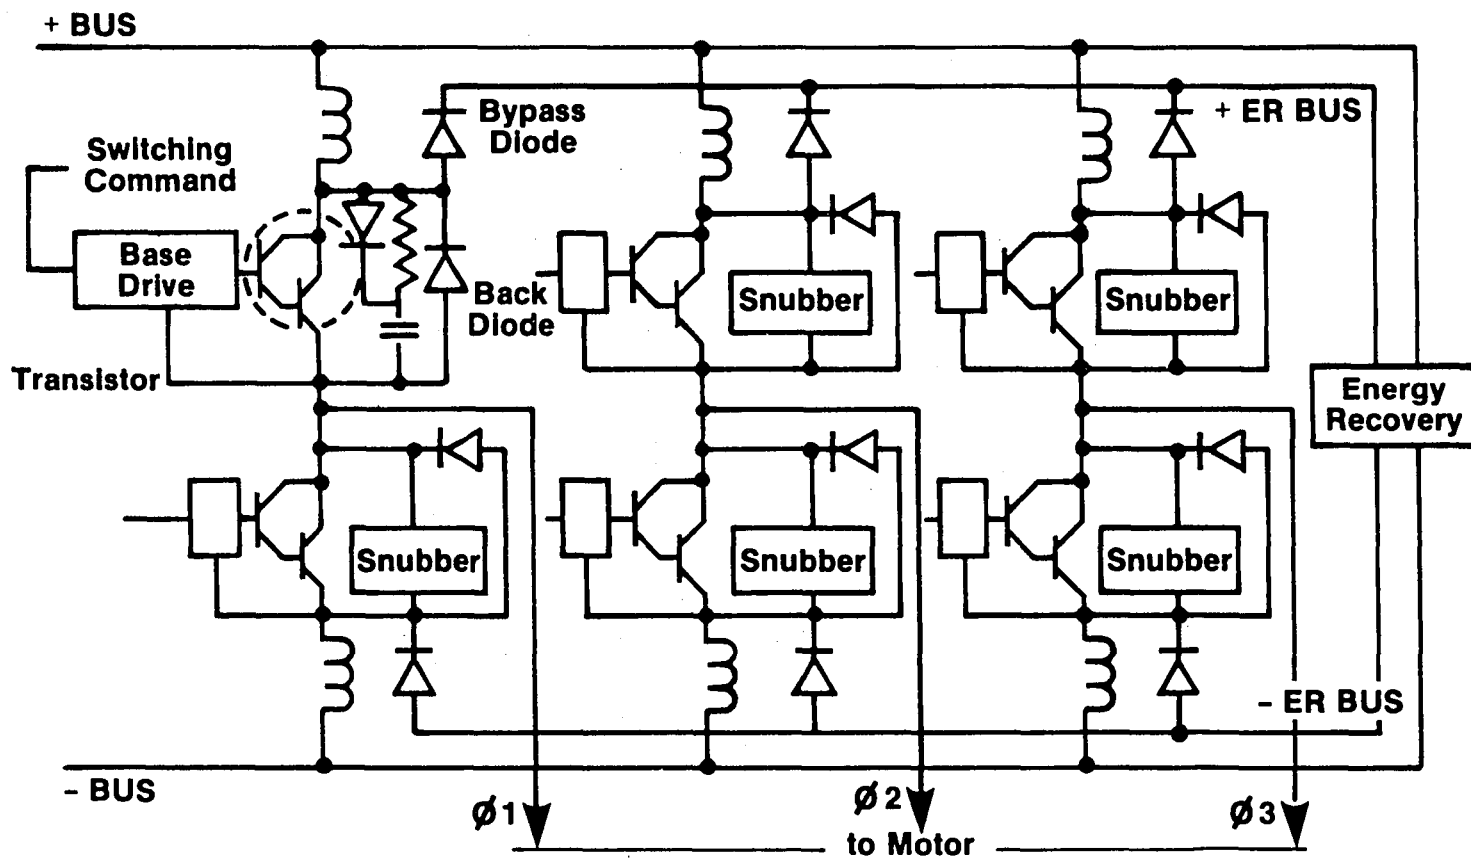 + BUS
Bypass
Diode
+ ER BUS
Switching
Command
Base
Drive
Back
Diode
Snubber
Snubber
Transistor
Energy
Recovery
Snubber
Snubber
Snubber
- ER BUS
- BUS
Ø1
Ø2
Ø3
to Motor